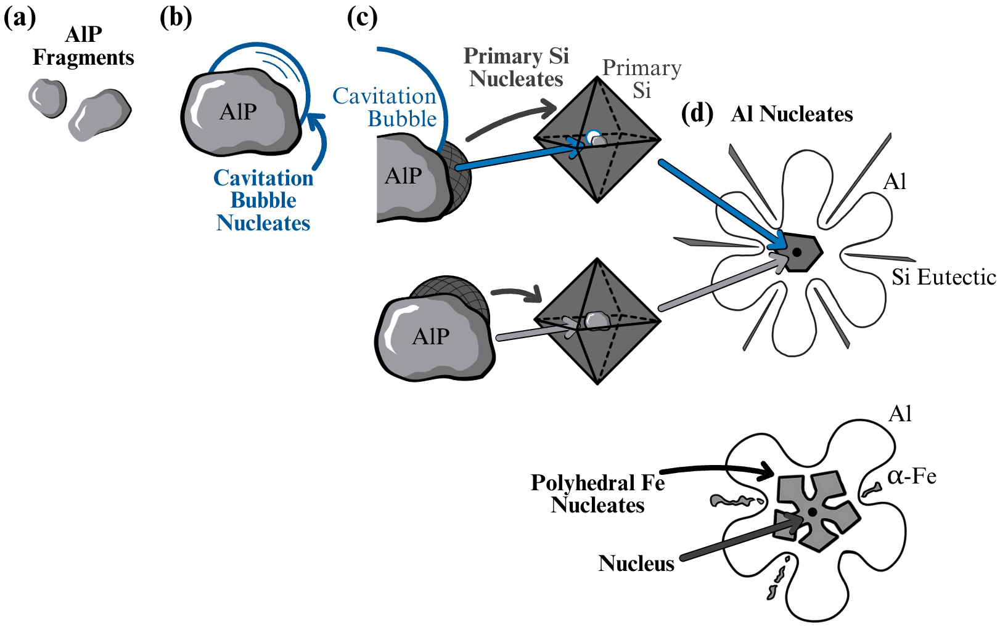 (a)
AlP
Fragments
(b)
AlP
Cavitation
Bubble
Nucleates
(c)
Cavitation
Bubble
AlP
Primary Si
Nucleates
Primary
Si
AlP
(d) Al Nucleates
Al
Si Eutectic
Al
α-Fe
Polyhedral Fe
Nucleates
Nucleus